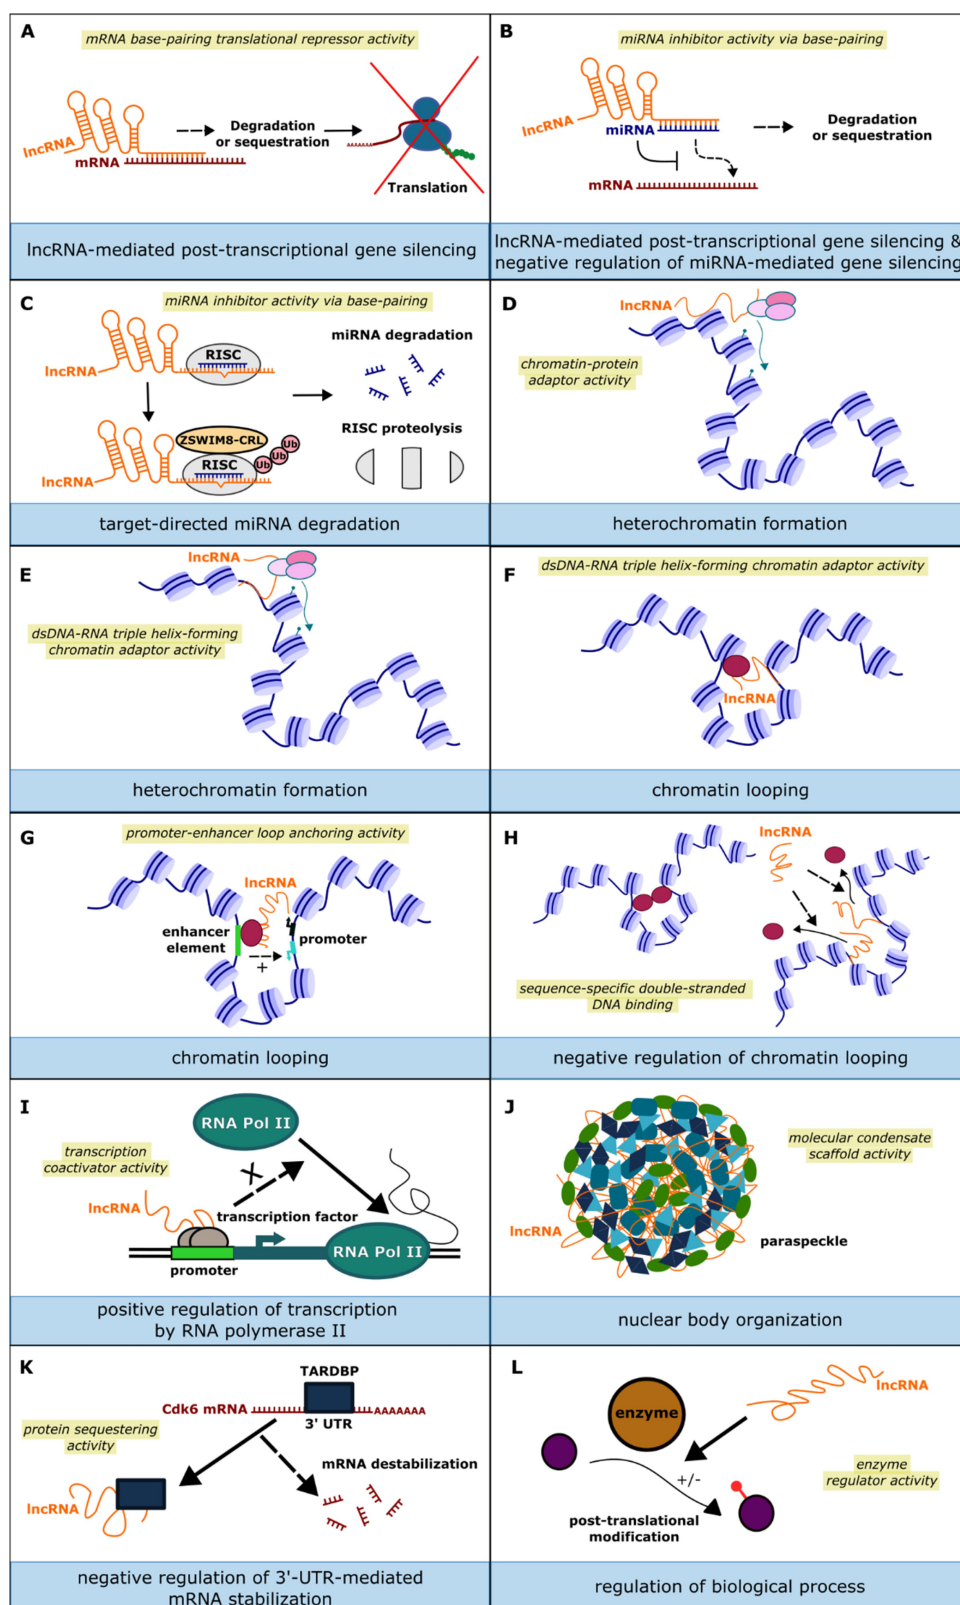 A
mRNA base-pairing translational repressor activity
lncRNA
mRNA
Degradation
or sequestration
AAAAAA
Translation
lncRNA-mediated post-transcriptional gene silencing
B
miRNA inhibitor activity via base-pairing
lncRNA
miRNA
mRNA
Degradation
or sequestration
lncRNA-mediated post-transcriptional gene silencing &
negative regulation of miRNA-mediated gene silencing
C
miRNA inhibitor activity via base-pairing
lncRNA
RISC
miRNA degradation
ZSWIM8-CRL
RISC
Ub
Ub
Ub
lncRNA
RISC proteolysis
target-directed miRNA degradation
D
lncRNA
chromatin-protein
adaptor activity
heterochromatin formation
E
lncRNA
dsDNA-RNA triple helix-forming
chromatin adaptor activity
heterochromatin formation
F
dsDNA-RNA triple helix-forming chromatin adaptor activity
lncRNA
chromatin looping
G
promoter-enhancer loop anchoring activity
lncRNA
enhancer
element
promoter
+
chromatin looping
H
lncRNA
sequence-specific double-stranded
DNA binding
negative regulation of chromatin looping
I
RNA Pol II
transcription
coactivator activity
X
lncRNA
transcription factor
RNA Pol II
promoter
positive regulation of transcription
by RNA polymerase II
J
molecular condensate
scaffold activity
lncRNA
paraspeckle
nuclear body organization
K
TARDBP
Cdk6 mRNA
AAAAAAA
3' UTR
protein sequestering
activity
mRNA destabilization
lncRNA
negative regulation of 3'-UTR-mediated
mRNA stabilization
L
lncRNA
enzyme
enzyme
regulator activity
+/-
post-translational
modification
regulation of biological process